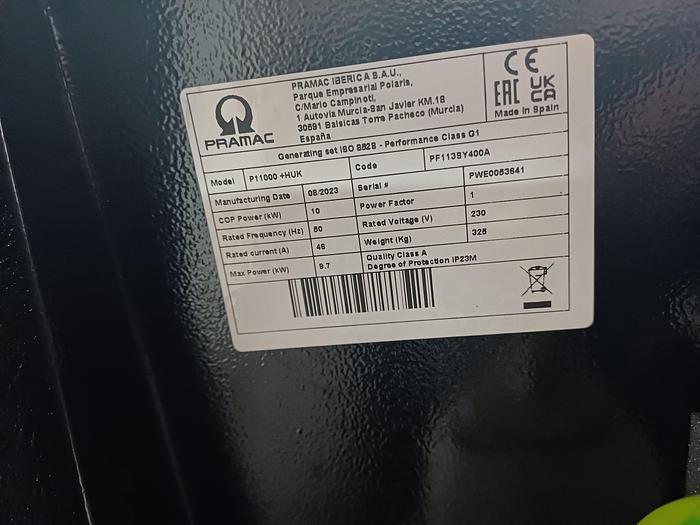 PRAMAC
PRAMAC IBERICA S.A.U.,
Parque Empresarial Polaris,
C/Mario Campinoti,
1 Autovia Murcia-San Javier KM.18
30591 Balsicas Torre Pacheco (Murcia)
España
CE
EAC UKCA
Made in Spain
Generating set ISO 8528 - Performance Class G1
Model P11000 +HUK Code PF113SY400A
Manufacturing Date 08/2023 Serial # PWE0053641
COP Power (kW) 10 Power Factor 1
Rated Frequency (Hz) 50 Rated Voltage (V) 230
Rated current (A) 46 Weight (Kg) 325
Max Power (kW) 9.7 Quality Class A
Degree of Protection IP23M